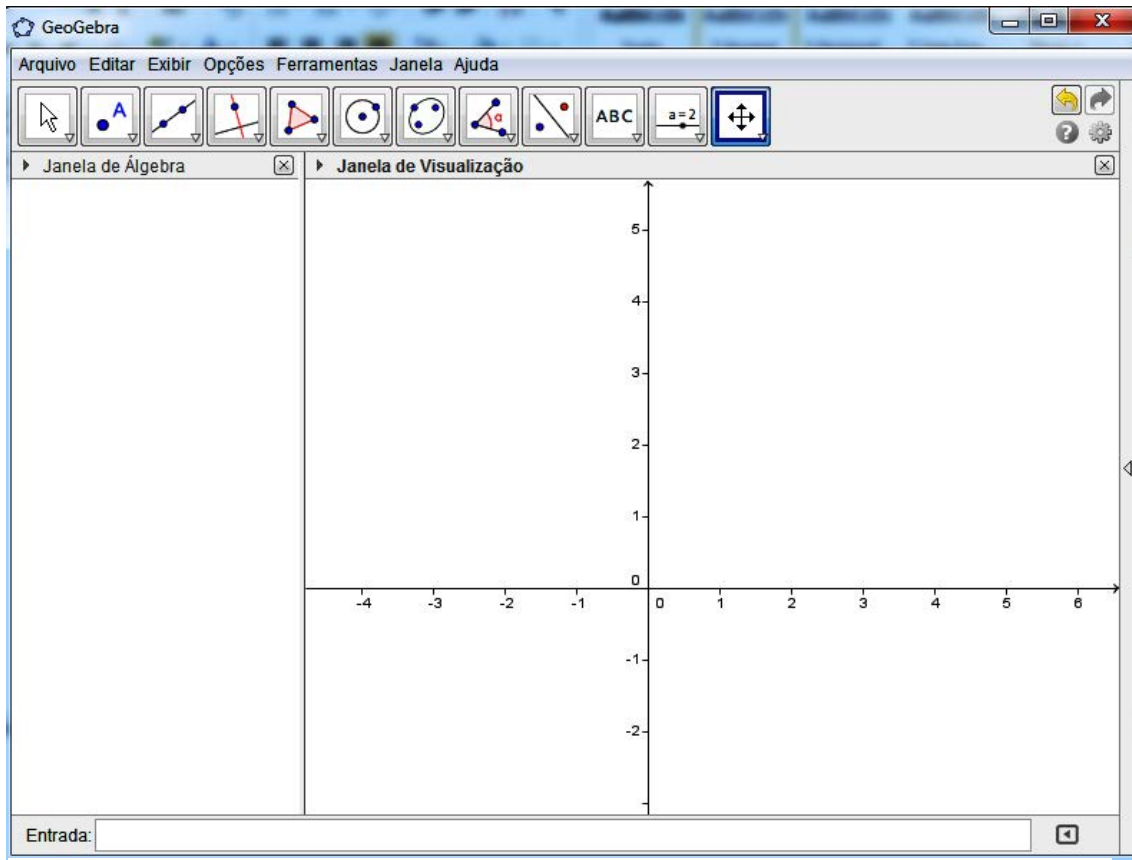 GeoGebra
Arquivo Editar Exibir Opções Ferramentas Janela Ajuda
A
α
ABC
a=2
Janela de Álgebra
Janela de Visualização
5
4
3
2
1
0
-4 -3 -2 -1 0 1 2 3 4 5 6
-1
-2
Entrada: